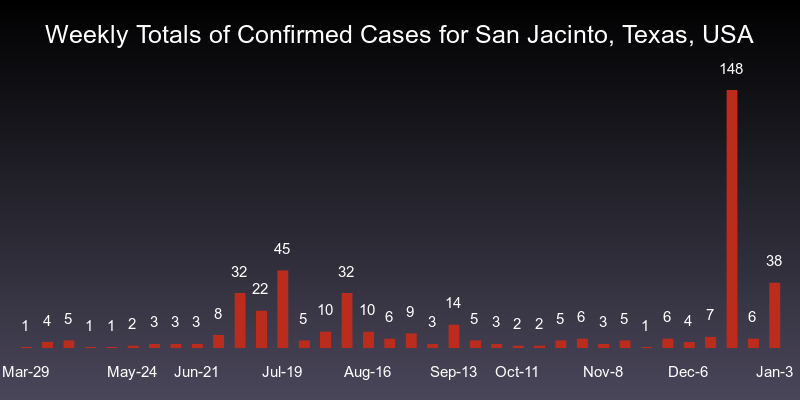 Weekly Totals of Confirmed Cases for San Jacinto, Texas, USA
1 4 5 1 1 2 3 3 3 8 32 22 45 5 10 32 10 6 9 3 14 5 3 2 2 5 6 3 5 1 6 4 7 148 6 38
Mar-29 May-24 Jun-21 Jul-19 Aug-16 Sep-13 Oct-11 Nov-8 Dec-6 Jan-3